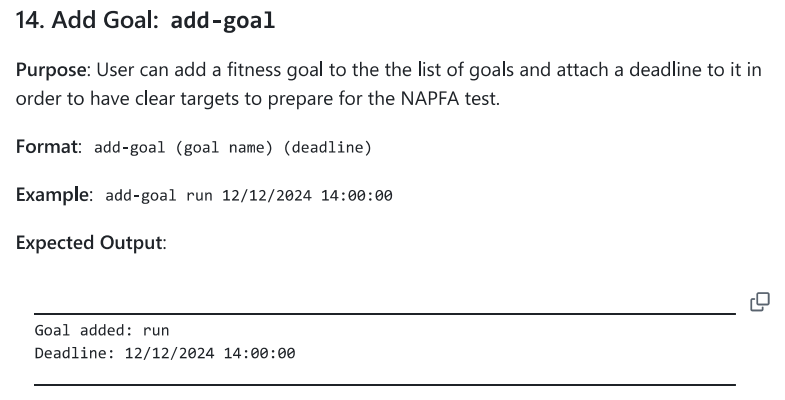 14. Add Goal: add-goal
Purpose: User can add a fitness goal to the the list of goals and attach a deadline to it in
order to have clear targets to prepare for the NAPFA test.
Format: add-goal (goal name) (deadline)
Example: add-goal run 12/12/2024 14:00:00
Expected Output:
Goal added: run
Deadline: 12/12/2024 14:00:00